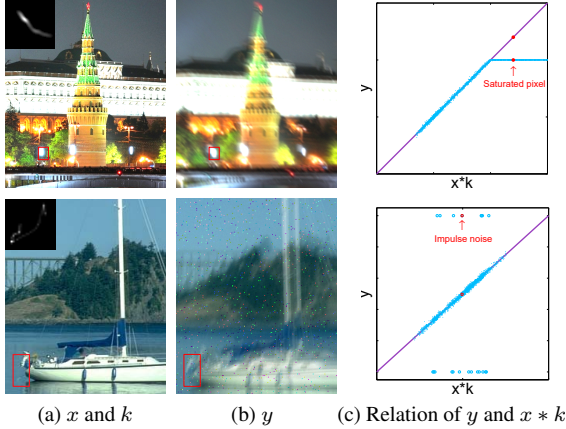 y
Saturated pixel
x*k
y
Impulse noise
x*k
(a) x and k
(b) y
(c) Relation of y and x ∗ k